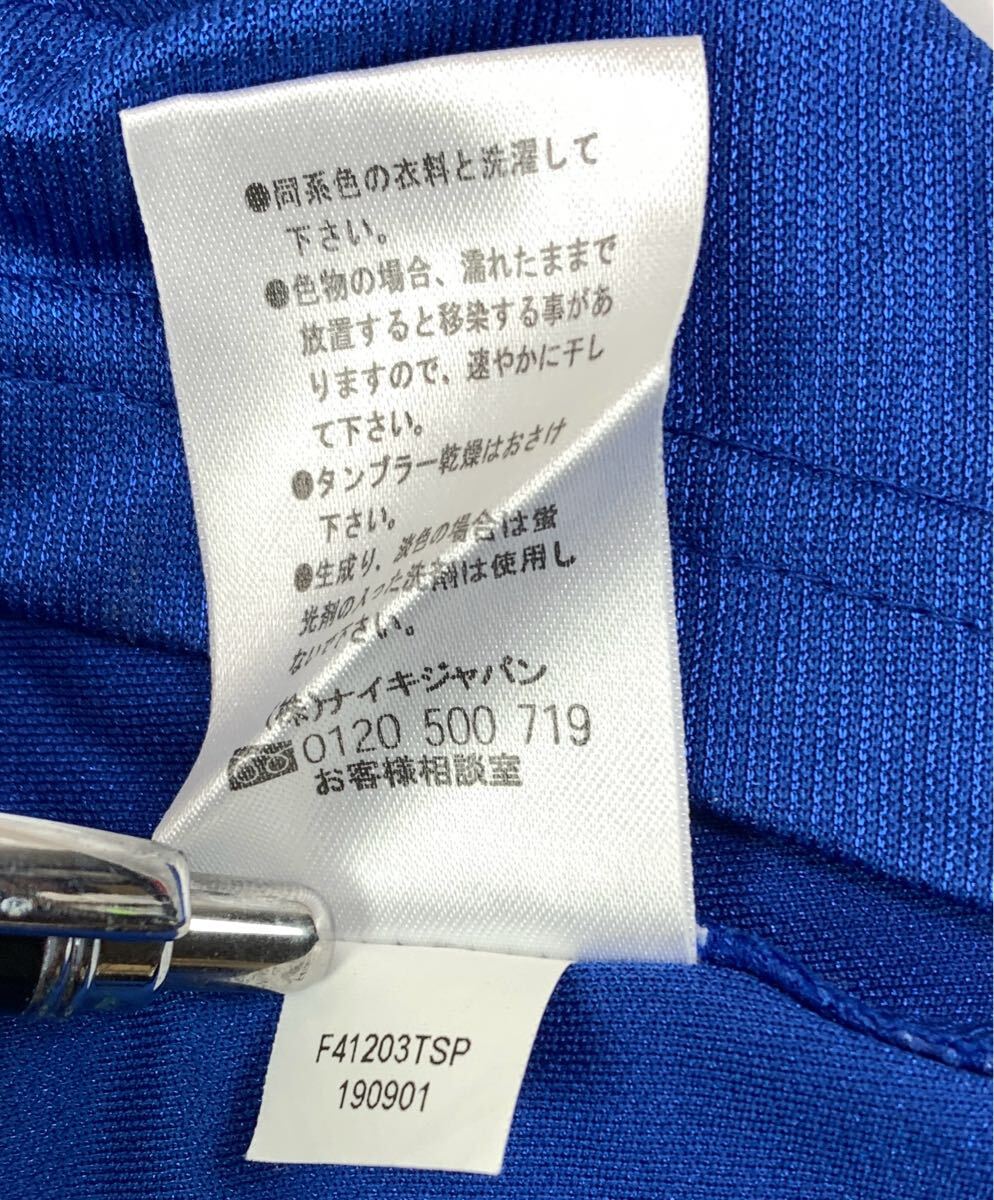 ●同系色の衣料と洗濯して
下さい。
●色物の場合、濡れたままで
放置すると移染する事があ
りますので、速やかに干し
て下さい。
●タンブラー乾燥はおさけ
下さい。
●生成り、淡色の場合は蛍
光剤の入った洗剤は使用し
ないで下さい。
(株)ナイキジャパン
0120 500 719
お客様相談室
F41203TSP
190901